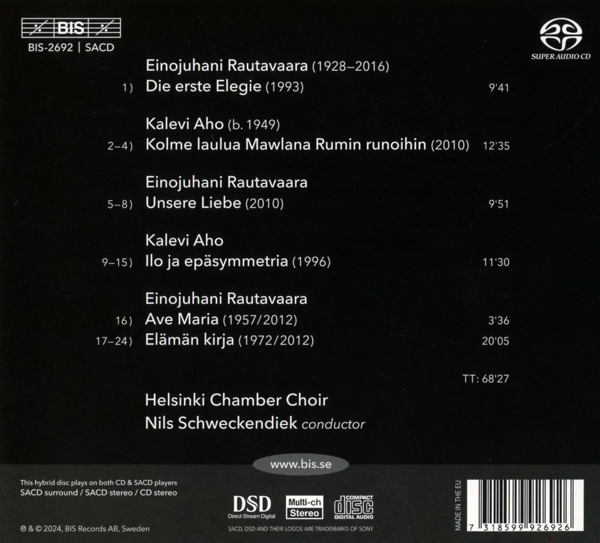 BIS
BIS-2692 | SACD
SUPER AUDIO CD
Einojuhani Rautavaara (1928–2016)
1) Die erste Elegie (1993) 9'41
Kalevi Aho (b. 1949)
2–4) Kolme laulua Mawlana Rumin runoihin (2010) 12'35
Einojuhani Rautavaara
5–8) Unsere Liebe (2010) 9'51
Kalevi Aho
9–15) Ilo ja epäsymmetria (1996) 11'30
Einojuhani Rautavaara
16) Ave Maria (1957/2012) 3'36
17–24) Elämän kirja (1972/2012) 20'05
TT: 68'27
Helsinki Chamber Choir
Nils Schweckendiek conductor
www.bis.se
This hybrid disc plays on both CD & SACD players
SACD surround / SACD stereo / CD stereo
℗ & © 2024, BIS Records AB, Sweden
DSD
Direct Stream Digital
Multi-ch
Stereo
COMPACT
disc
DIGITAL AUDIO
SACD, DSD AND THEIR LOGOS ARE TRADEMARKS OF SONY
MADE IN THE EU
7 318599 926926